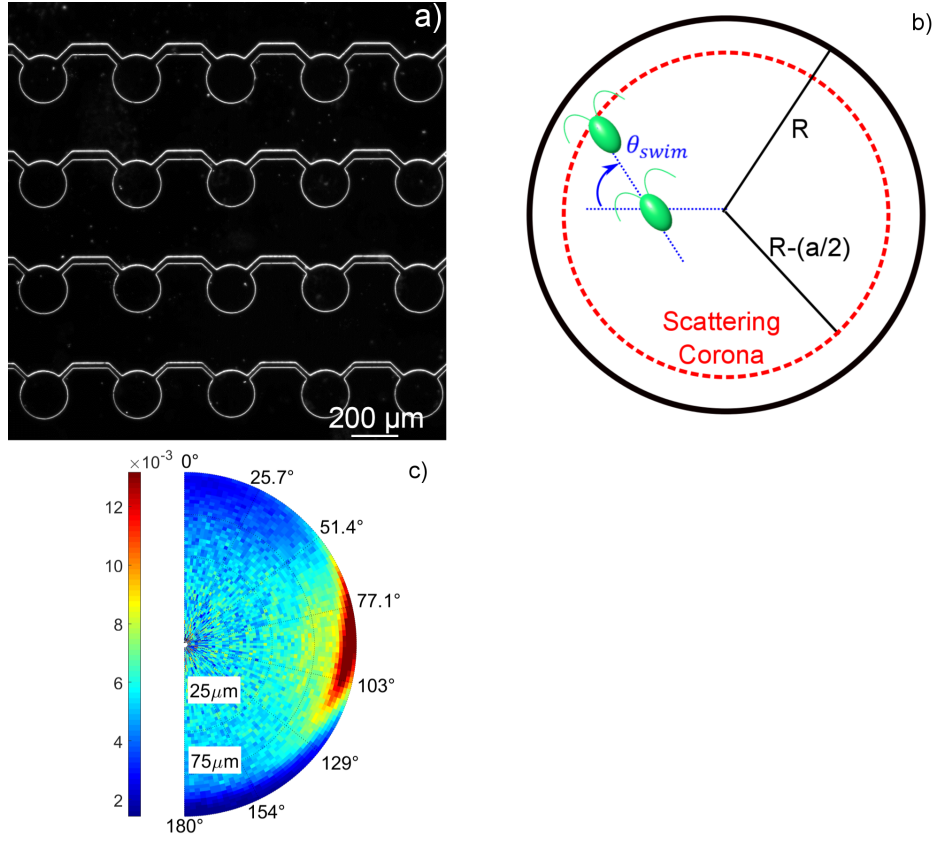 a)
200 µm
b)
θswim
R
R-(a/2)
Scattering
Corona
c)
×10⁻³
12
10
8
6
4
2
0°
25.7°
51.4°
77.1°
103°
129°
154°
180°
25µm
75µm